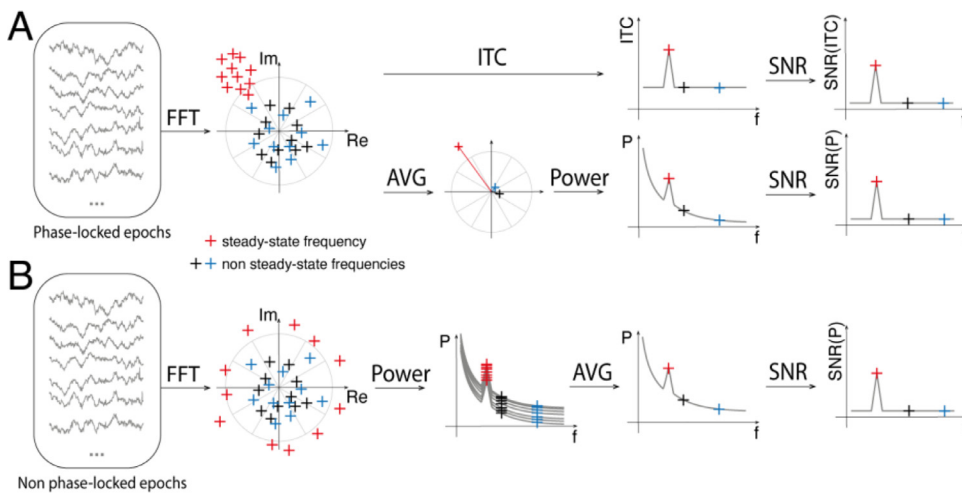 A
Im
FFT
Re
ITC
ITC
f
SNR
SNR(ITC)
f
AVG
Power
P
f
SNR
SNR(P)
f
...
Phase-locked epochs
steady-state frequency
non steady-state frequencies
B
Im
FFT
Re
Power
P
f
AVG
P
f
SNR
SNR(P)
f
...
Non phase-locked epochs